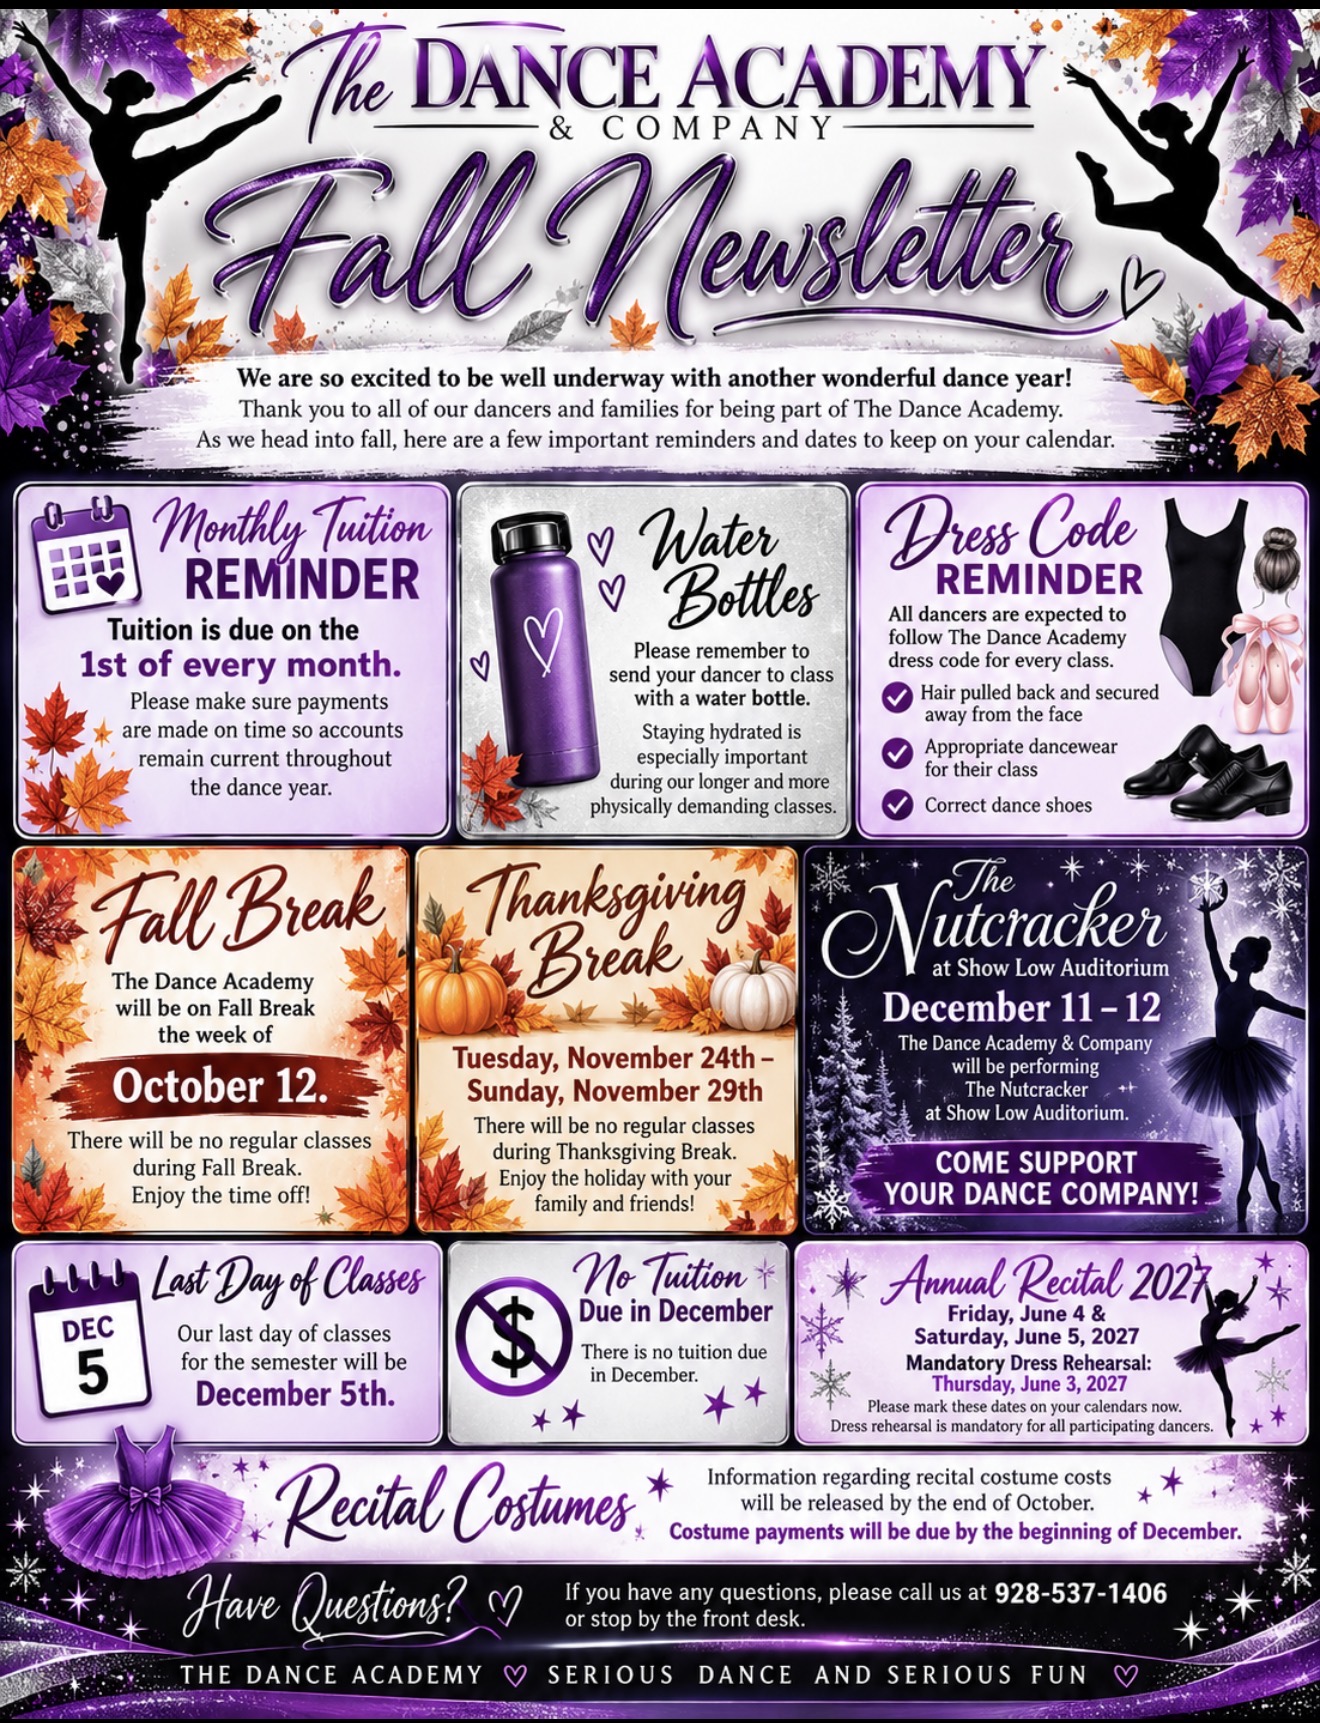 The DANCE ACADEMY
& COMPANY
Fall Newsletter
We are so excited to be well underway with another wonderful dance year!
Thank you to all of our dancers and families for being part of The Dance Academy.
As we head into fall, here are a few important reminders and dates to keep on your calendar.
Monthly Tuition
REMINDER
Tuition is due on the
1st of every month.
Please make sure payments
are made on time so accounts
remain current throughout
the dance year.
Water
Bottles
Please remember to
send your dancer to class
with a water bottle.
Staying hydrated is
especially important
during our longer and more
physically demanding classes.
Dress Code
REMINDER
All dancers are expected to
follow The Dance Academy
dress code for every class.
Hair pulled back and secured
away from the face
Appropriate dancewear
for their class
Correct dance shoes
Fall Break
The Dance Academy
will be on Fall Break
the week of
October 12.
There will be no regular classes
during Fall Break.
Enjoy the time off!
Thanksgiving
Break
Tuesday, November 24th –
Sunday, November 29th
There will be no regular classes
during Thanksgiving Break.
Enjoy the holiday with your
family and friends!
The
Nutcracker
at Show Low Auditorium
December 11 – 12
The Dance Academy & Company
will be performing
The Nutcracker
at Show Low Auditorium.
COME SUPPORT
YOUR DANCE COMPANY!
DEC
5
Last Day of Classes
Our last day of classes
for the semester will be
December 5th.
$
No Tuition
Due in December
There is no tuition due
in December.
Annual Recital 2027
Friday, June 4 &
Saturday, June 5, 2027
Mandatory Dress Rehearsal:
Thursday, June 3, 2027
Please mark these dates on your calendars now.
Dress rehearsal is mandatory for all participating dancers.
Recital Costumes
Information regarding recital costume costs
will be released by the end of October.
Costume payments will be due by the beginning of December.
Have Questions?
If you have any questions, please call us at 928-537-1406
or stop by the front desk.
THE DANCE ACADEMY ♡ SERIOUS DANCE AND SERIOUS FUN ♡